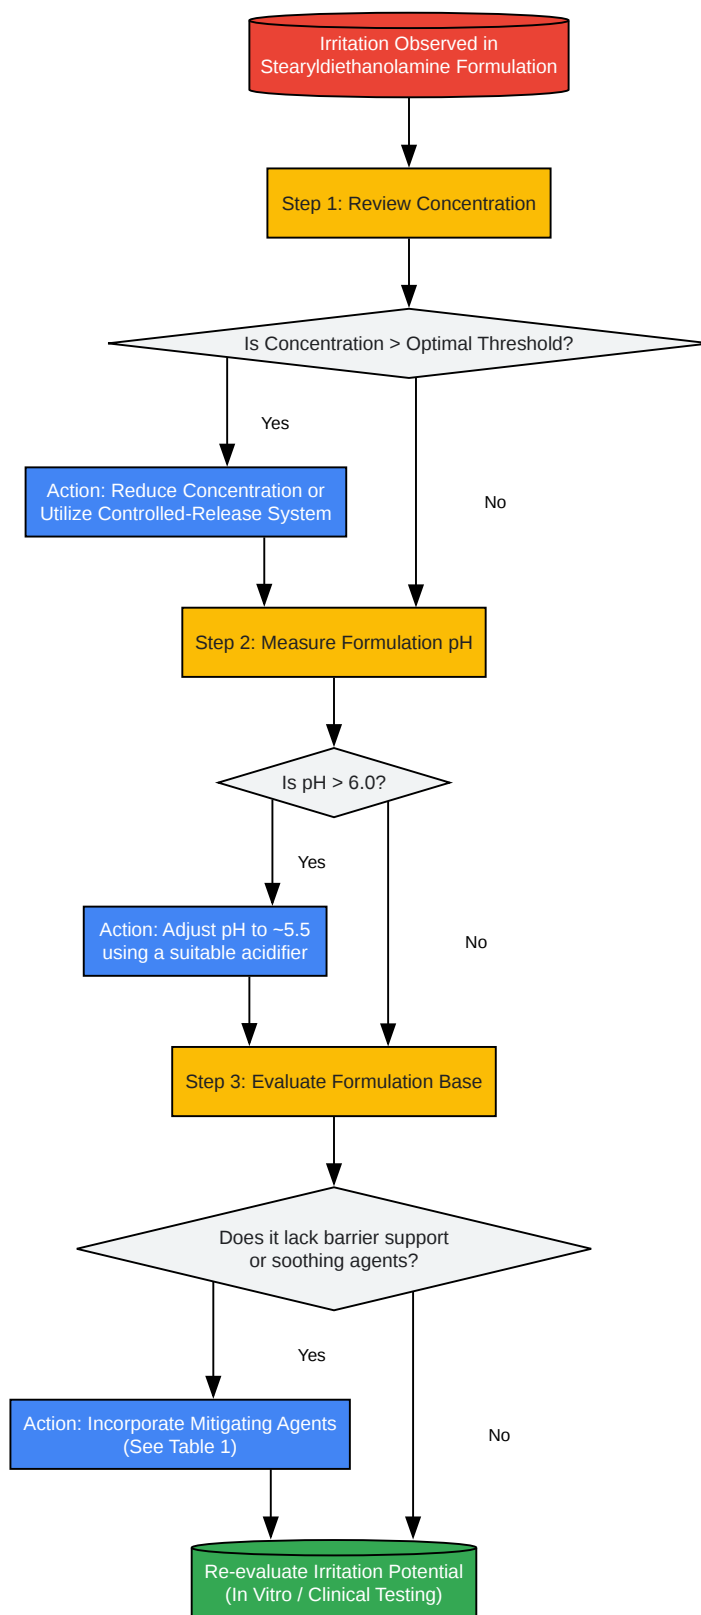 Irritation Observed in
Stearyldiethanolamine Formulation
Step 1: Review Concentration
Is Concentration > Optimal Threshold?
Yes
Action: Reduce Concentration or
Utilize Controlled-Release System
No
Step 2: Measure Formulation pH
Is pH > 6.0?
Yes
Action: Adjust pH to ~5.5
using a suitable acidifier
No
Step 3: Evaluate Formulation Base
Does it lack barrier support
or soothing agents?
Yes
Action: Incorporate Mitigating Agents
(See Table 1)
No
Re-evaluate Irritation Potential
(In Vitro / Clinical Testing)